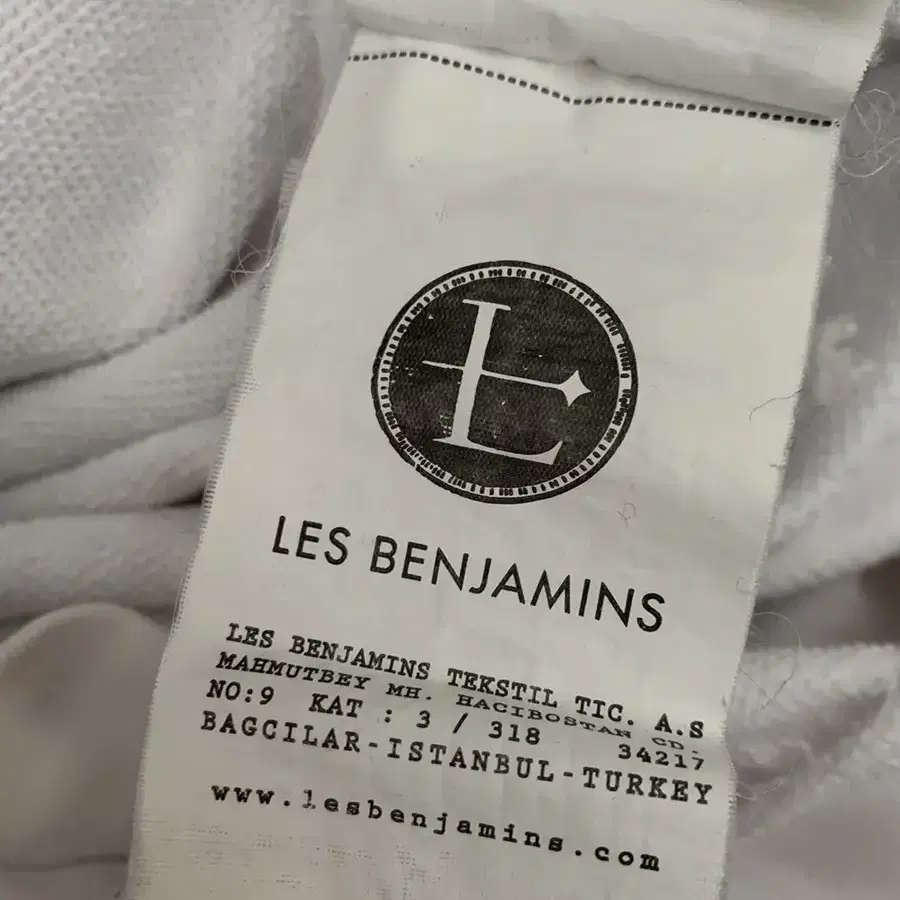 L
LES BENJAMINS
LES BENJAMINS TEKSTIL TIC. A.S
MAHMUTBEY MH. HACIBOSTAN CD.
NO:9 KAT : 3 / 318 34217
BAGCILAR-ISTANBUL-TURKEY
www.lesbenjamins.com